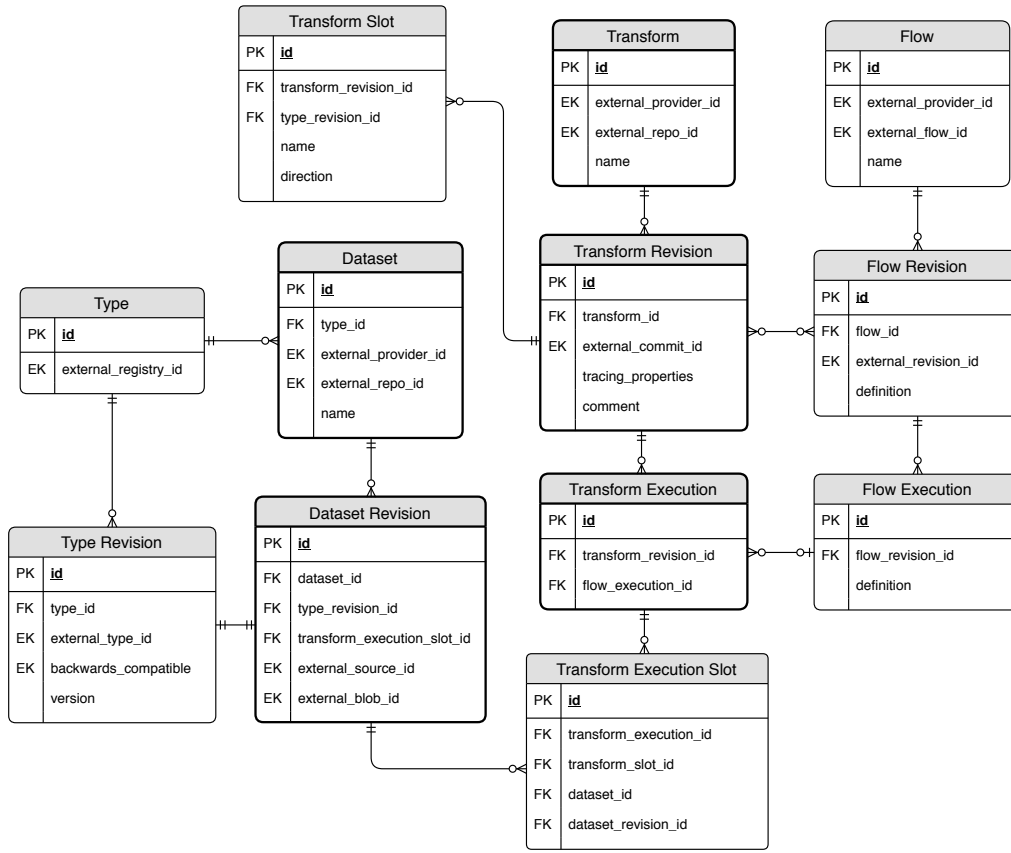 Transform Slot
PK id
FK transform_revision_id
FK type_revision_id
name
direction
Transform
PK id
EK external_provider_id
EK external_repo_id
name
Flow
PK id
EK external_provider_id
EK external_flow_id
name
Type
PK id
EK external_registry_id
Dataset
PK id
FK type_id
EK external_provider_id
EK external_repo_id
name
Transform Revision
PK id
FK transform_id
EK external_commit_id
tracing_properties
comment
Flow Revision
PK id
FK flow_id
EK external_revision_id
definition
Type Revision
PK id
FK type_id
EK external_type_id
EK backwards_compatible
version
Dataset Revision
PK id
FK dataset_id
FK type_revision_id
FK transform_execution_slot_id
EK external_source_id
EK external_blob_id
Transform Execution
PK id
FK transform_revision_id
FK flow_execution_id
Flow Execution
PK id
FK flow_revision_id
definition
Transform Execution Slot
PK id
FK transform_execution_id
FK transform_slot_id
FK dataset_id
FK dataset_revision_id